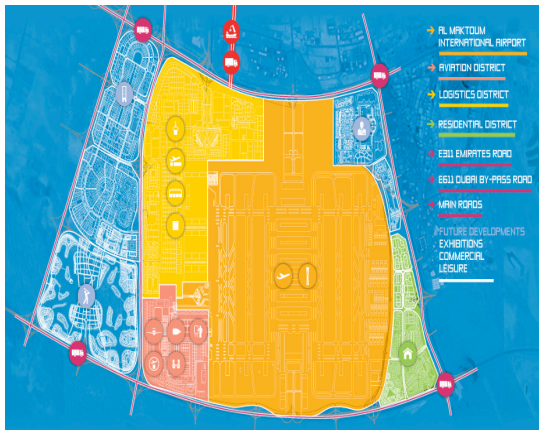 AL MAKTOUM
INTERNATIONAL AIRPORT
AVIATION DISTRICT
LOGISTICS DISTRICT
RESIDENTIAL DISTRICT
E311 EMIRATES ROAD
E611 DUBAI BY-PASS ROAD
MAIN ROADS
FUTURE DEVELOPMENTS
EXHIBITIONS
COMMERCIAL
LEISURE